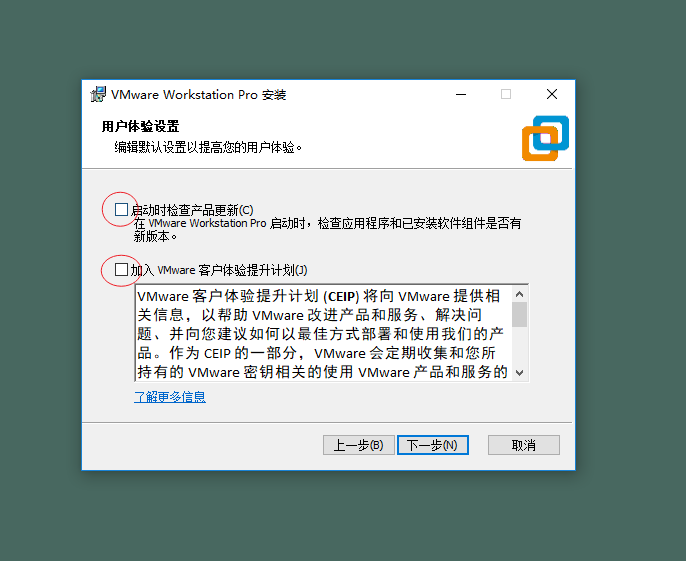 VMware Workstation Pro 安装
用户体验设置
编辑默认设置以提高您的用户体验。
启动时检查产品更新(C)
在 VMware Workstation Pro 启动时，检查应用程序和已安装软件组件是否有
新版本。
加入 VMware 客户体验提升计划(J)
VMware 客户体验提升计划 (CEIP) 将向 VMware 提供相
关信息，以帮助 VMware 改进产品和服务、解决问
题、并向您建议如何以最佳方式部署和使用我们的产
品。作为 CEIP 的一部分，VMware 会定期收集和您所
持有的 VMware 密钥相关的使用 VMware 产品和服务的
了解更多信息
上一步(B) 下一步(N) 取消